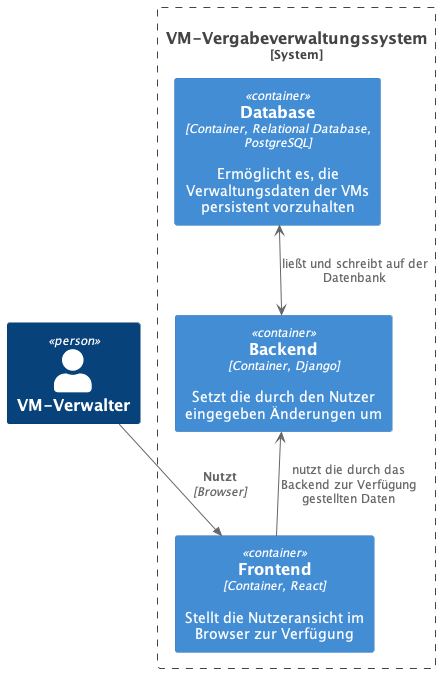 VM-Vergabeverwaltungssystem
[System]
«container»
Database
[Container, Relational Database,
PostgreSQL]
Ermöglicht es, die
Verwaltungsdaten der VMs
persistent vorzuhalten
ließt und schreibt auf der
Datenbank
«container»
Backend
[Container, Django]
Setzt die durch den Nutzer
eingegeben Änderungen um
«person»
VM-Verwalter
Nutzt
[Browser]
nutzt die durch das
Backend zur Verfügung
gestellten Daten
«container»
Frontend
[Container, React]
Stellt die Nutzeransicht im
Browser zur Verfügung